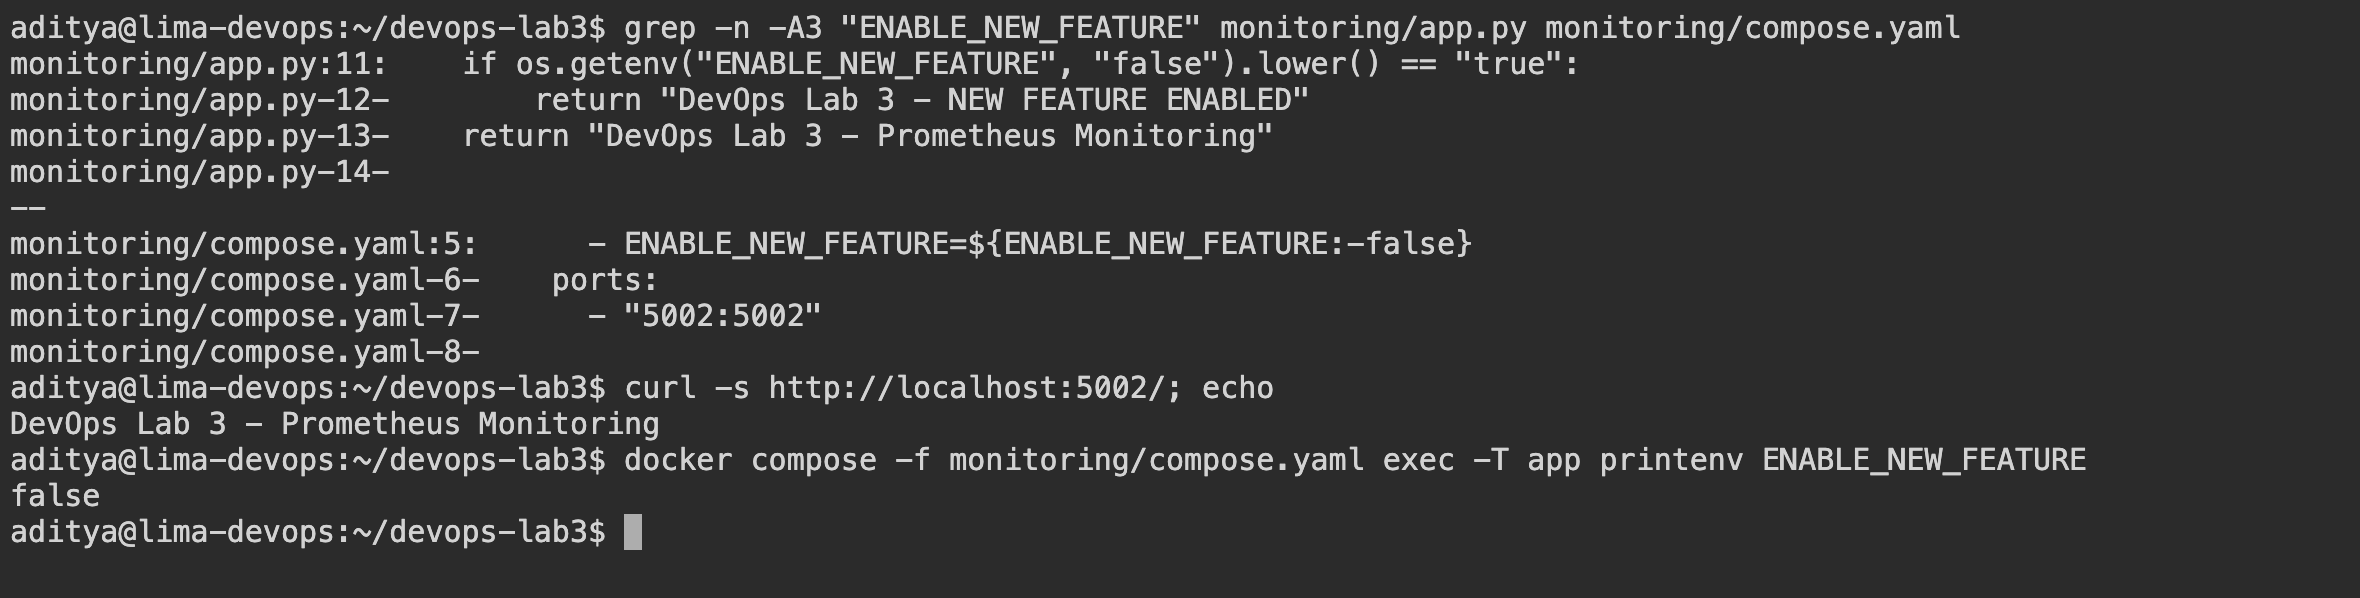 aditya@lima-devops:~/devops-lab3$ grep -n -A3 "ENABLE_NEW_FEATURE" monitoring/app.py monitoring/compose.yaml
monitoring/app.py:11:    if os.getenv("ENABLE_NEW_FEATURE", "false").lower() == "true":
monitoring/app.py-12-        return "DevOps Lab 3 - NEW FEATURE ENABLED"
monitoring/app.py-13-    return "DevOps Lab 3 - Prometheus Monitoring"
monitoring/app.py-14-
--
monitoring/compose.yaml:5:      - ENABLE_NEW_FEATURE=${ENABLE_NEW_FEATURE:-false}
monitoring/compose.yaml-6-    ports:
monitoring/compose.yaml-7-      - "5002:5002"
monitoring/compose.yaml-8-
aditya@lima-devops:~/devops-lab3$ curl -s http://localhost:5002/; echo
DevOps Lab 3 - Prometheus Monitoring
aditya@lima-devops:~/devops-lab3$ docker compose -f monitoring/compose.yaml exec -T app printenv ENABLE_NEW_FEATURE
false
aditya@lima-devops:~/devops-lab3$